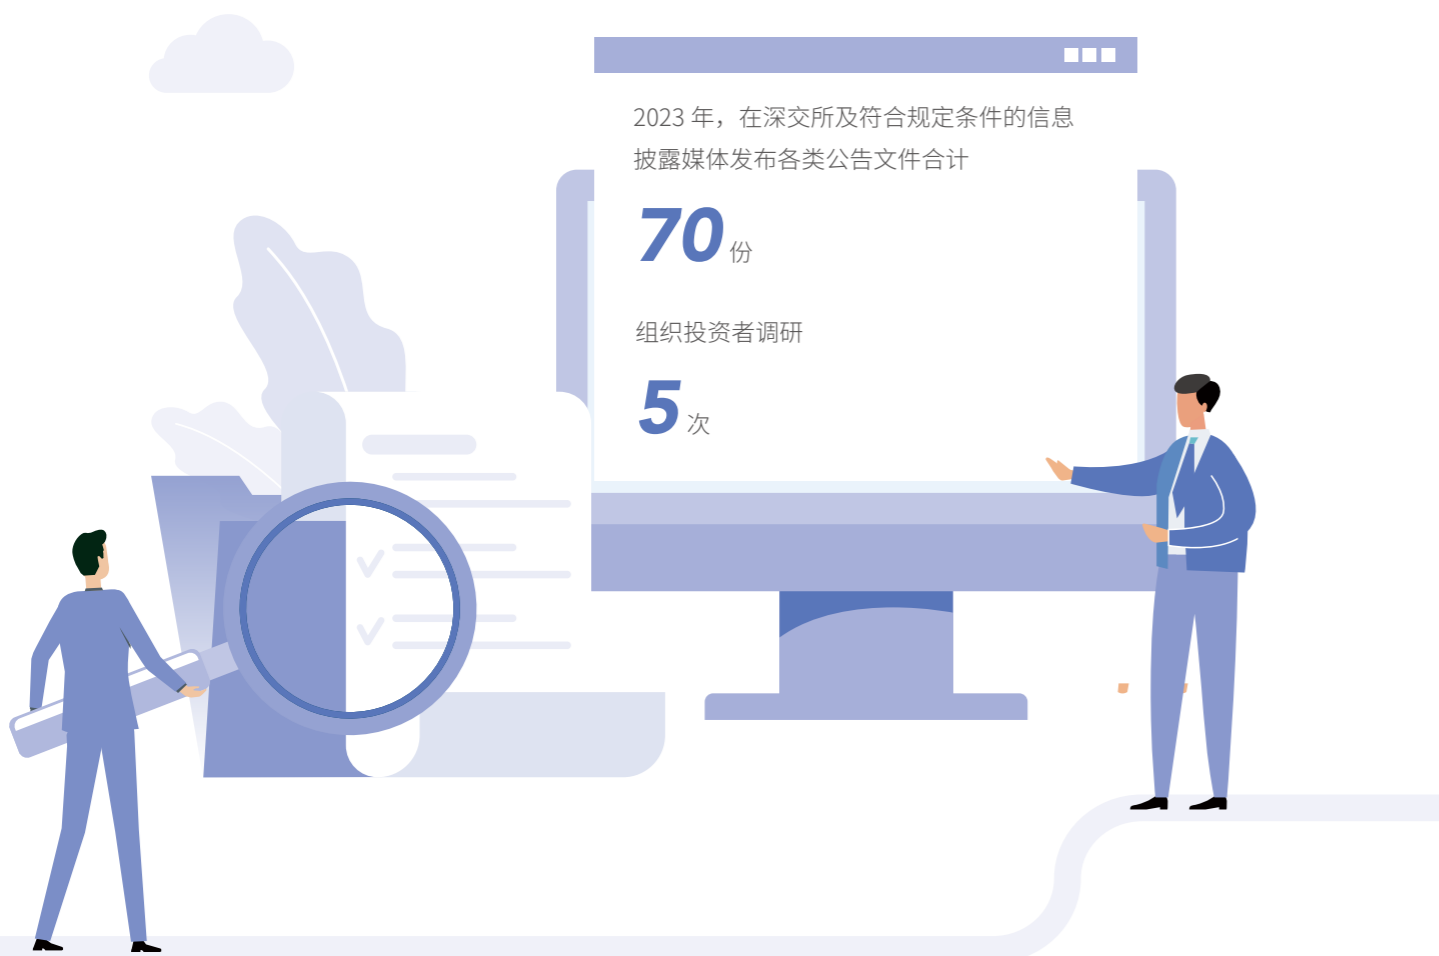 2023 年，在深交所及符合规定条件的信息
披露媒体发布各类公告文件合计
70 份
组织投资者调研
5 次